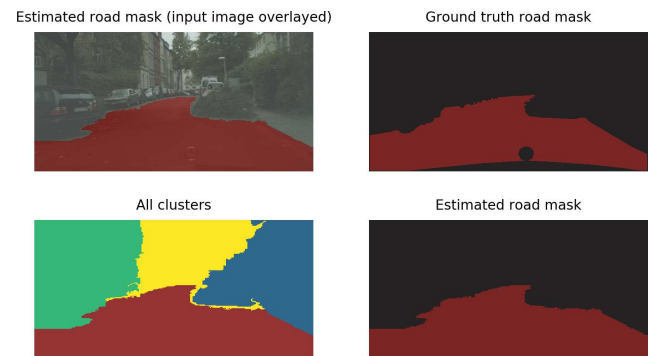 Estimated road mask (input image overlayed)
Ground truth road mask
All clusters
Estimated road mask